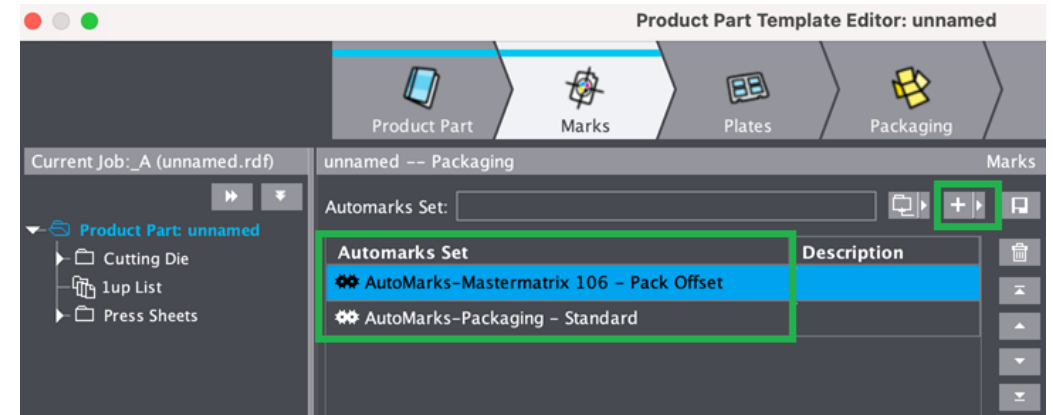 Product Part Template Editor: unnamed
Product Part
Marks
Plates
Packaging
Current Job:_A (unnamed.rdf)
unnamed -- Packaging
Marks
Automarks Set:
Product Part: unnamed
Cutting Die
1up List
Press Sheets
Automarks Set
Description
AutoMarks-Mastermatrix 106 - Pack Offset
AutoMarks-Packaging - Standard